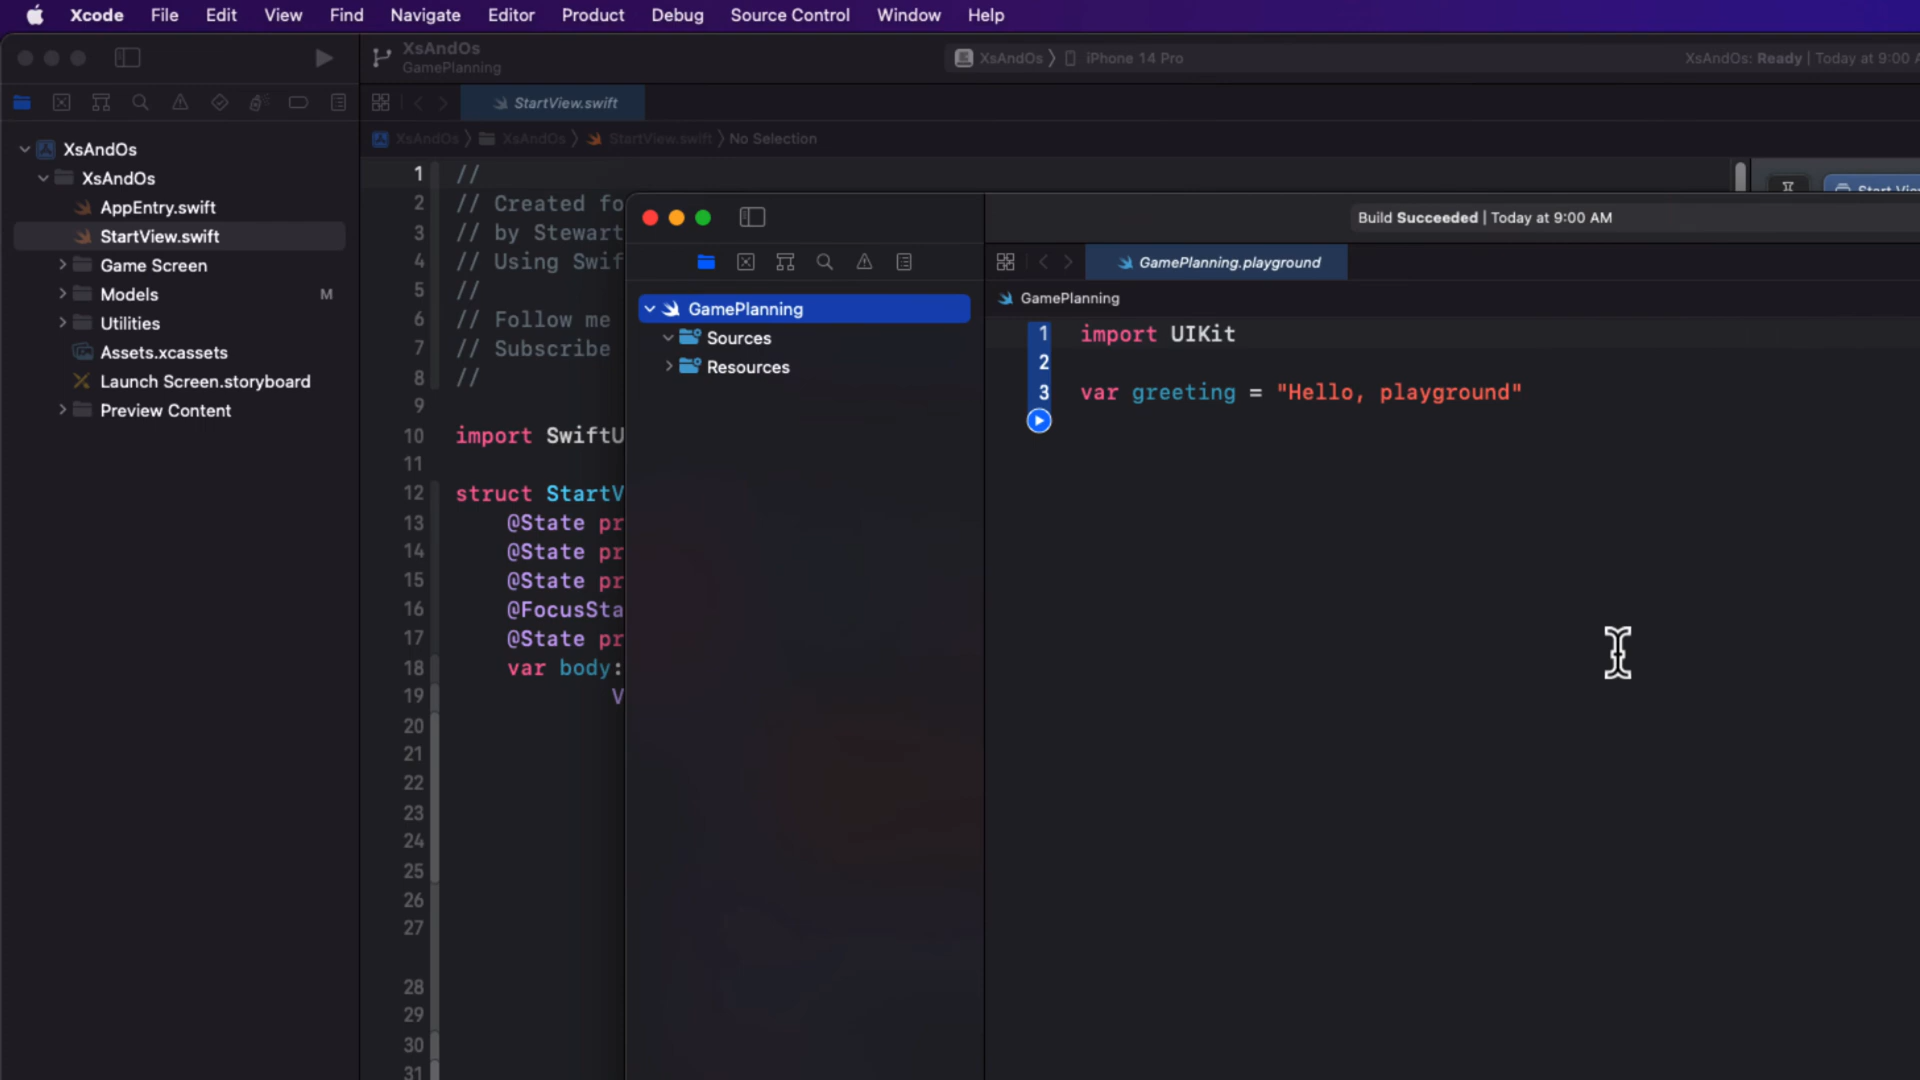 Xcode File Edit View Find Navigate Editor Product Debug Source Control Window Help
XsAndOs
GamePlanning
XsAndOs iPhone 14 Pro
XsAndOs: Ready | Today at 9:00
StartView.swift
XsAndOs XsAndOs StartView.swift No Selection
XsAndOs
XsAndOs
AppEntry.swift
StartView.swift
Game Screen
Models M
Utilities
Assets.xcassets
Launch Screen.storyboard
Preview Content
1 //
2 // Created fo
3 // by Stewart
4 // Using Swif
5 //
6 // Follow me
7 // Subscribe
8 //
9
10 import SwiftU
11
12 struct StartV
13 @State pr
14 @State pr
15 @State pr
16 @FocusSta
17 @State pr
18 var body:
19 V
20
21
22
23
24
25
26
27
28
29
30
31
Build Succeeded | Today at 9:00 AM
GamePlanning
Sources
Resources
GamePlanning.playground
GamePlanning
1 import UIKit
2
3 var greeting = "Hello, playground"